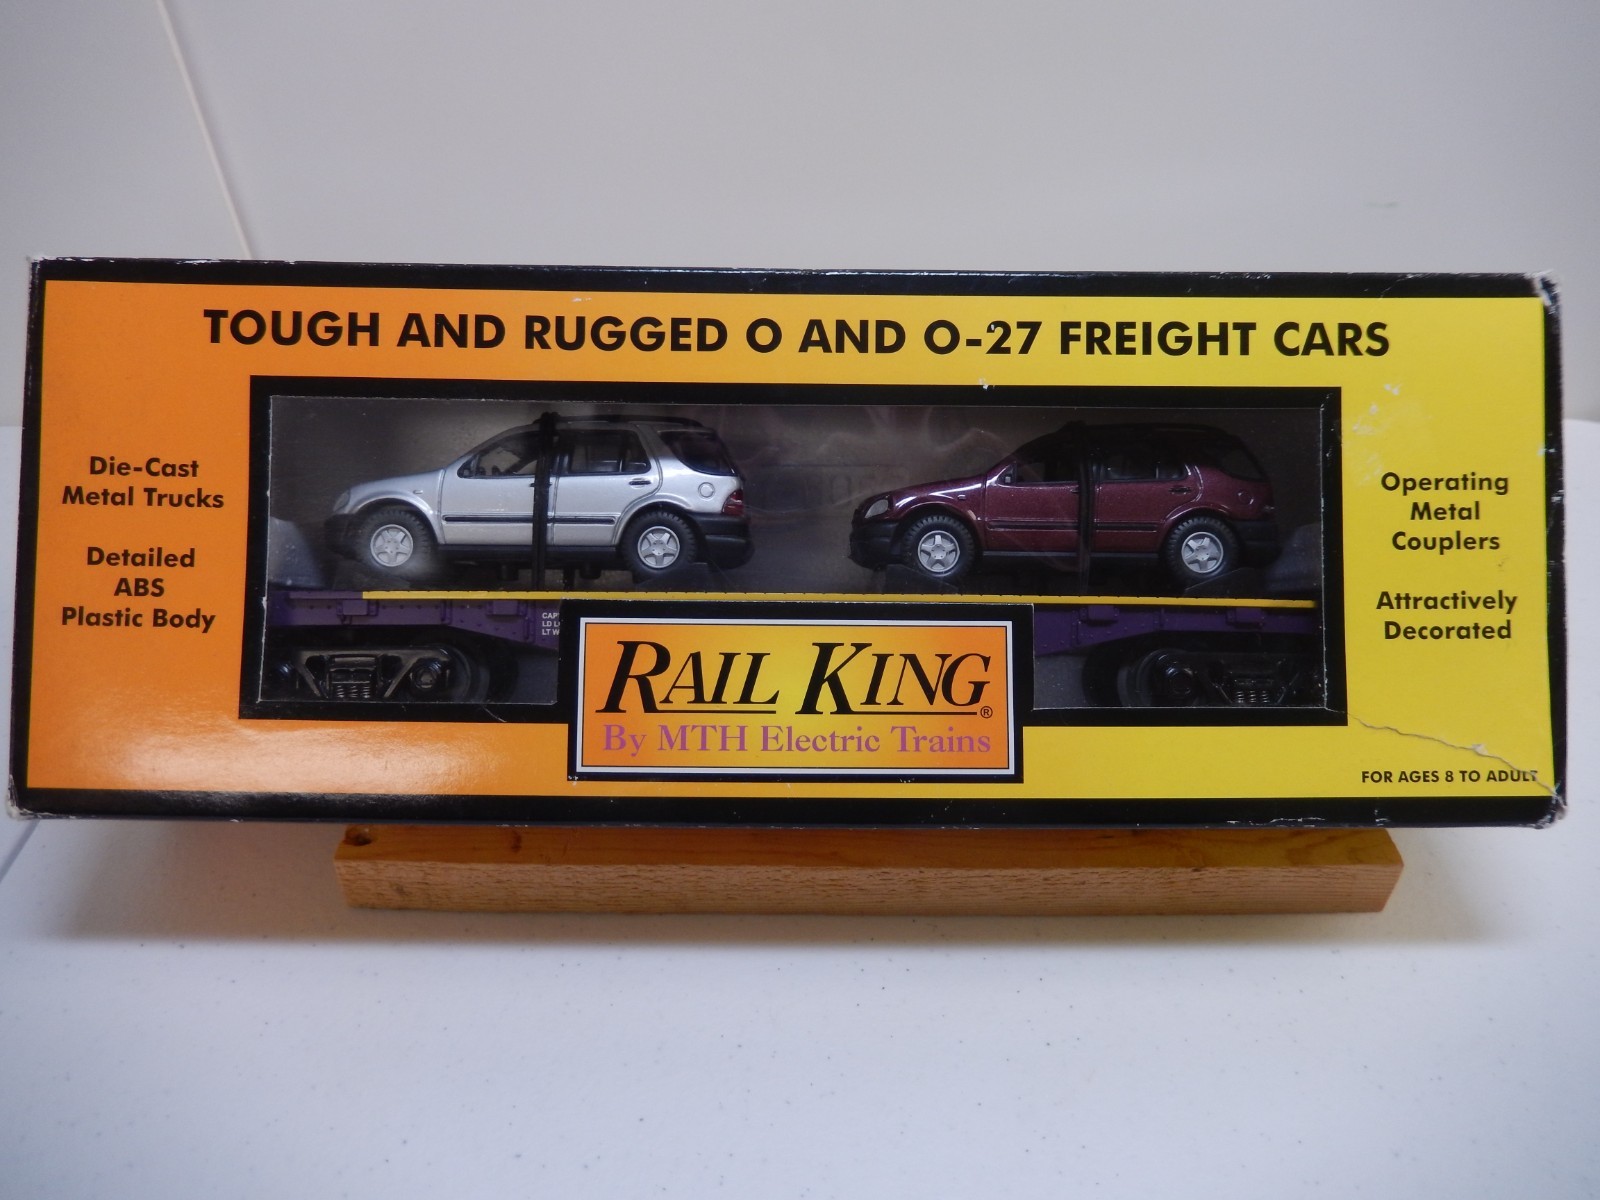 TOUGH AND RUGGED O AND O-27 FREIGHT CARS
Die-Cast
Metal Trucks
Detailed
ABS
Plastic Body
Operating
Metal
Couplers
Attractively
Decorated
RAIL KING®
By MTH Electric Trains
FOR AGES 8 TO ADULT